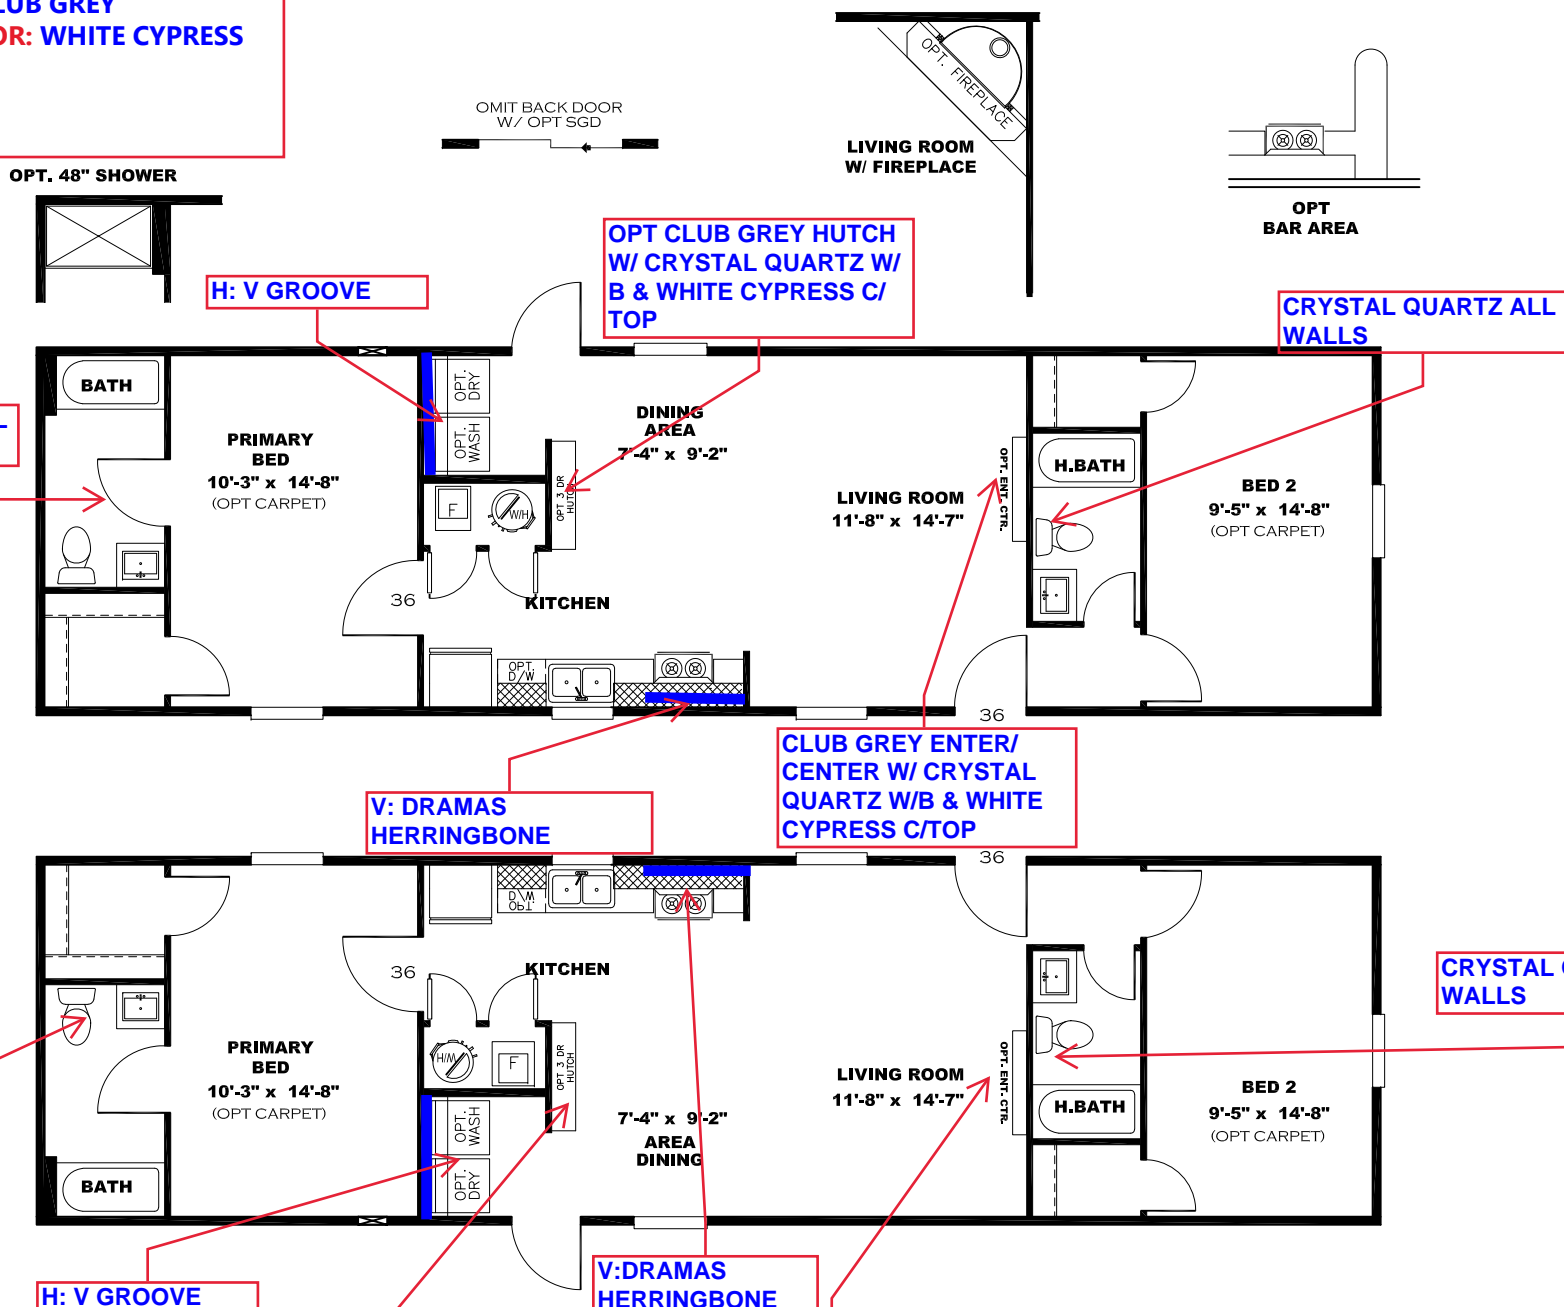 CLUB GREY
OR: WHITE CYPRESS
OPT. 48" SHOWER
OMIT BACK DOOR
W/ OPT SGD
OPT. FIREPLACE
LIVING ROOM
W/ FIREPLACE
OPT
BAR AREA
H: V GROOVE
OPT CLUB GREY HUTCH
W/ CRYSTAL QUARTZ W/
B & WHITE CYPRESS C/
TOP
CRYSTAL QUARTZ ALL
WALLS
BATH
PRIMARY
BED
10'-3" x 14'-8"
(OPT CARPET)
OPT.
DRY
OPT.
WASH
F
W/H
OPT 3 DR
HUTCH
DINING
AREA
7'-4" x 9'-2"
LIVING ROOM
11'-8" x 14'-7"
OPT. ENT. CTR.
H.BATH
BED 2
9'-5" x 14'-8"
(OPT CARPET)
36
KITCHEN
OPT.
D/W
36
CLUB GREY ENTER/
CENTER W/ CRYSTAL
QUARTZ W/B & WHITE
CYPRESS C/TOP
V: DRAMAS
HERRINGBONE
36
D/W
OPT.
36
KITCHEN
CRYSTAL
WALLS
PRIMARY
BED
10'-3" x 14'-8"
(OPT CARPET)
W/H
F
OPT 3 DR
HUTCH
LIVING ROOM
11'-8" x 14'-7"
OPT. ENT. CTR.
H.BATH
BED 2
9'-5" x 14'-8"
(OPT CARPET)
OPT.
WASH
OPT.
DRY
7'-4" x 9'-2"
AREA
DINING
BATH
H: V GROOVE
V:DRAMAS
HERRINGBONE